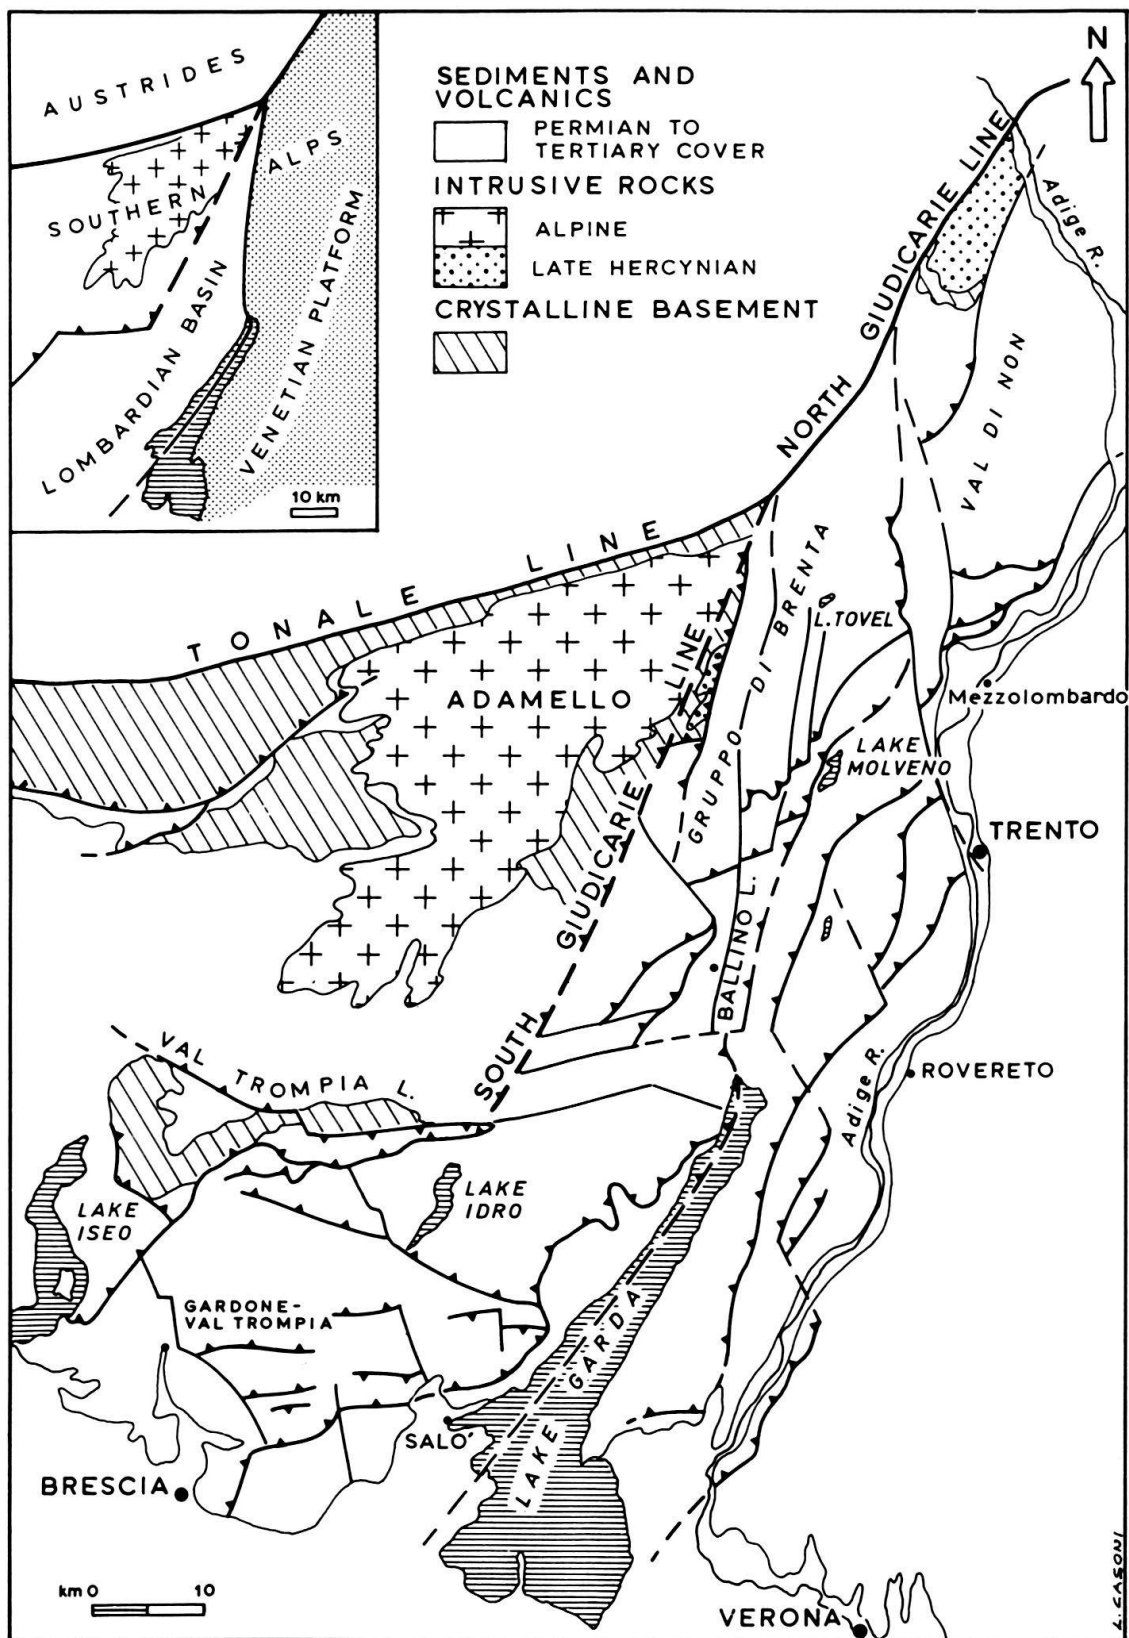 AUSTRIDES
SOUTHERN
ALPS
LOMBARDIAN BASIN
VENETIAN PLATFORM
10 km
SEDIMENTS AND
VOLCANICS
PERMIAN TO
TERTIARY COVER
INTRUSIVE ROCKS
ALPINE
LATE HERCYNIAN
CRYSTALLINE BASEMENT
N
NORTH GIUDICARIE LINE
Adige R.
VAL DI NON
TONALE LINE
GRUPPO DI BRENTA
L. TOVEL
ADAMELLO
Mezzolombardo
LAKE
MOLVENO
TRENTO
SOUTH GIUDICARIE LINE
BALLINO L.
VAL TROMPIA L.
ROVERETO
Adige R.
LAKE
ISEO
LAKE
IDRO
GARDONE-
VAL TROMPIA
LAKE GARDA
SALO'
BRESCIA
km 0 10
VERONA
L. CASONI